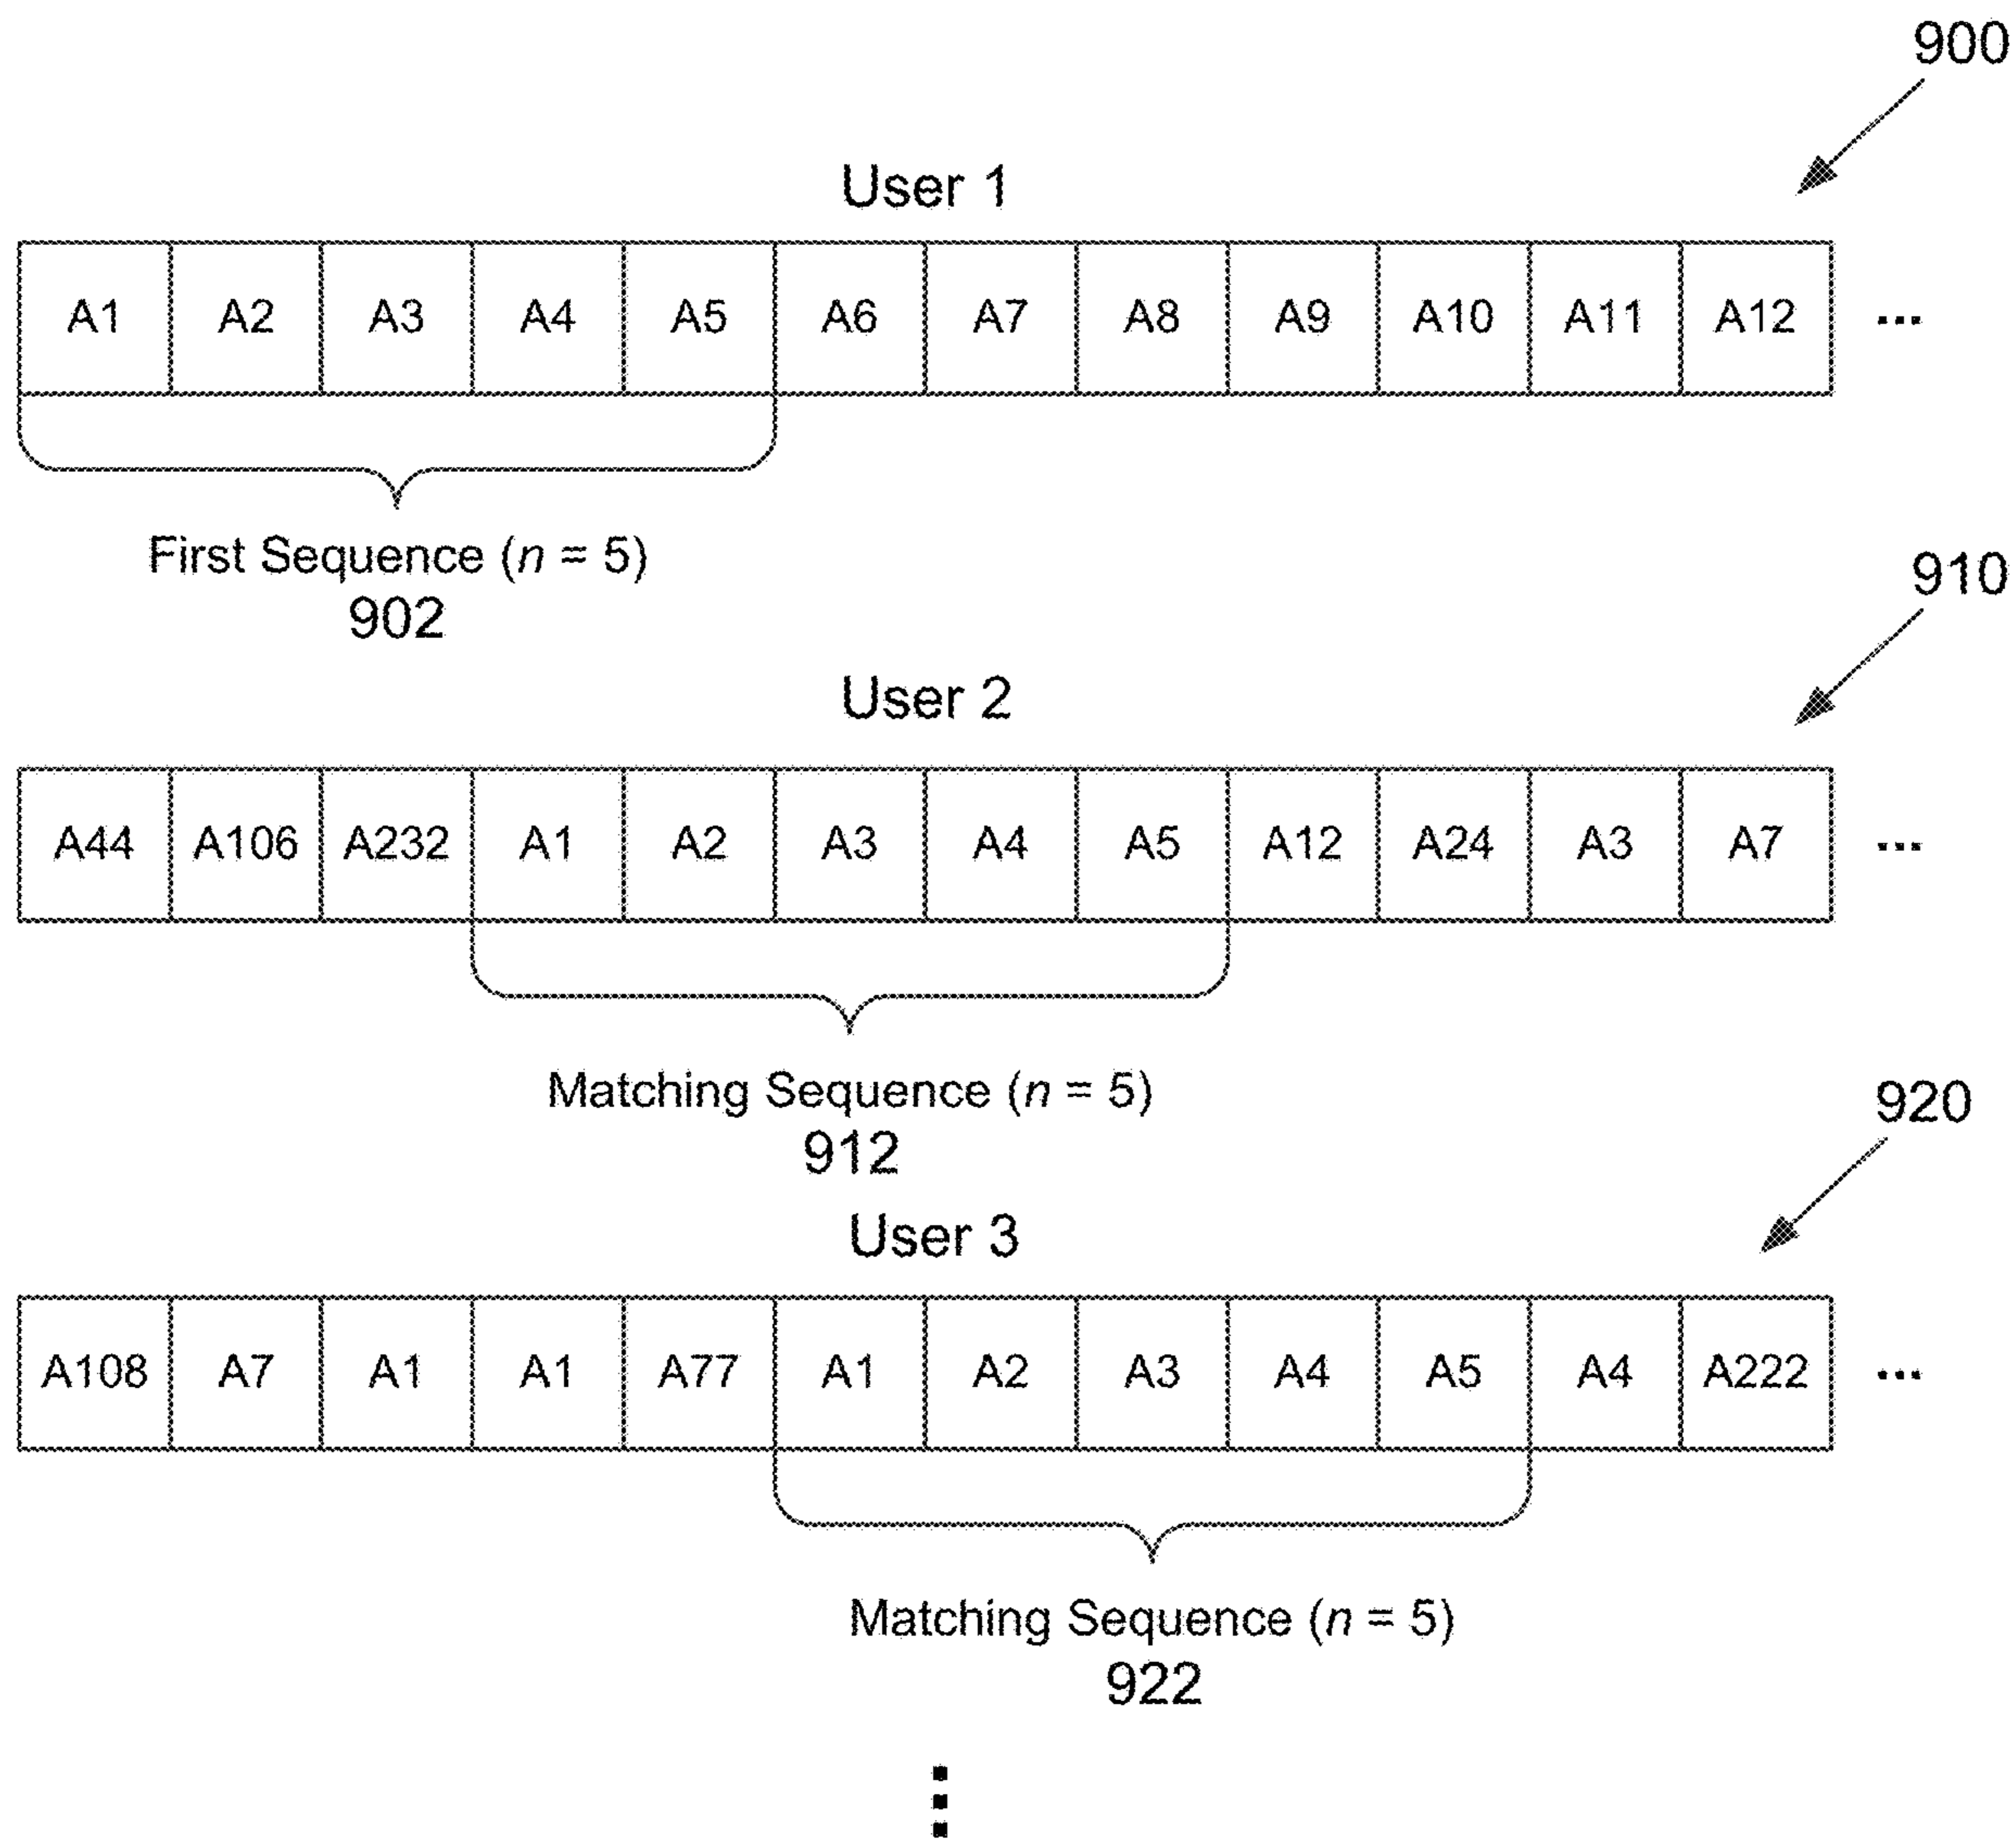 900
User 1
A1 A2 A3 A4 A5 A6 A7 A8 A9 A10 A11 A12 ...
First Sequence (n = 5)
902
910
User 2
A44 A106 A232 A1 A2 A3 A4 A5 A12 A24 A3 A7 ...
Matching Sequence (n = 5)
912
920
User 3
A108 A7 A1 A1 A77 A1 A2 A3 A4 A5 A4 A222 ...
Matching Sequence (n = 5)
922